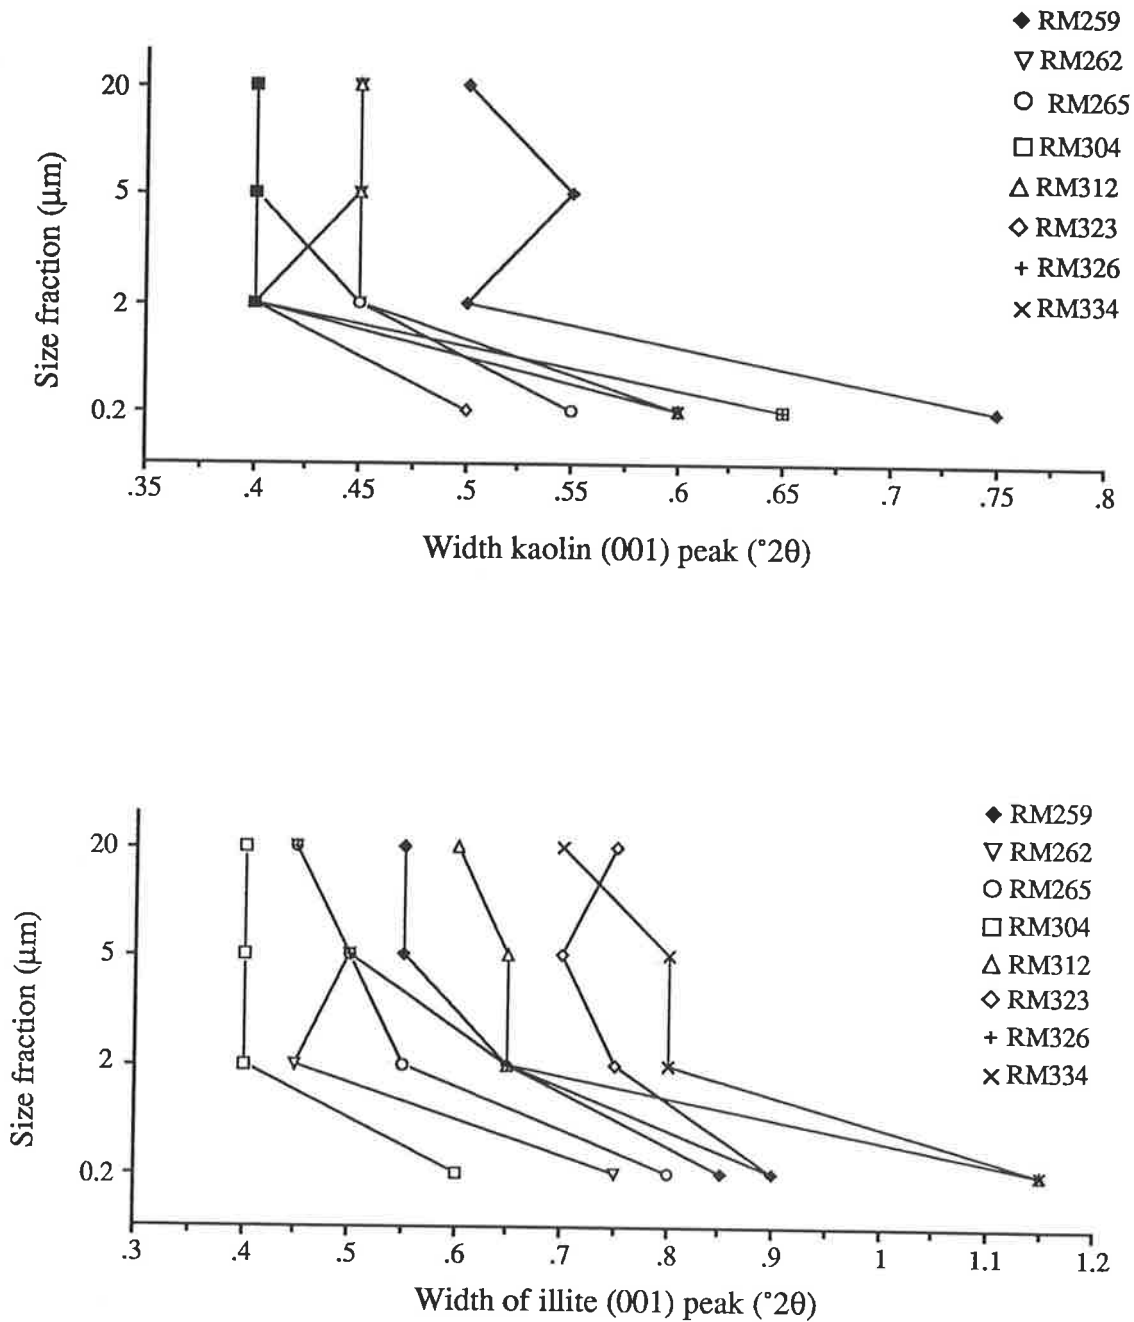 RM259
RM262
RM265
RM304
RM312
RM323
RM326
RM334
20
5
2
0.2
Size fraction (µm)
.35 .4 .45 .5 .55 .6 .65 .7 .75 .8
Width kaolin (001) peak (°2θ)
RM259
RM262
RM265
RM304
RM312
RM323
RM326
RM334
20
5
2
0.2
Size fraction (µm)
.3 .4 .5 .6 .7 .8 .9 1 1.1 1.2
Width of illite (001) peak (°2θ)